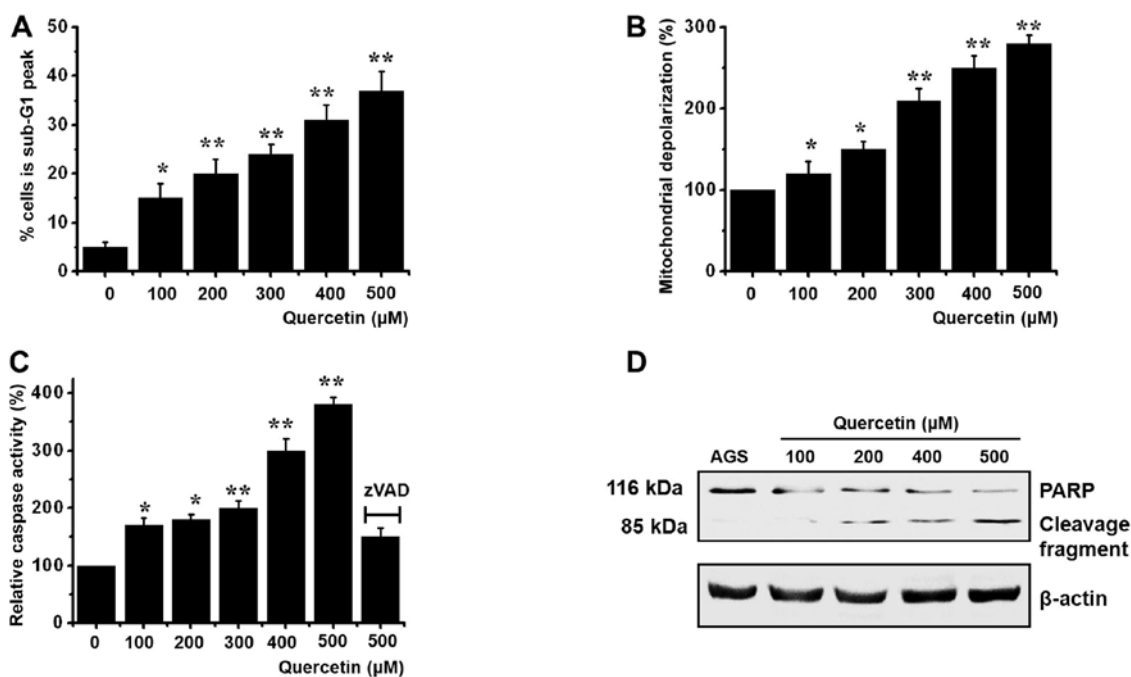 A
% cells is sub-G1 peak
50
40
30
20
10
5
0
* ** ** ** **
0 100 200 300 400 500
Quercetin (µM)
B
Mitochondrial depolarization (%)
300
200
100
0
* * ** ** **
0 100 200 300 400 500
Quercetin (µM)
C
Relative caspase activity (%)
400
300
200
100
0
* * ** ** **
zVAD
0 100 200 300 400 500 500
Quercetin (µM)
D
Quercetin (µM)
AGS 100 200 400 500
116 kDa PARP
85 kDa Cleavage
fragment
β-actin